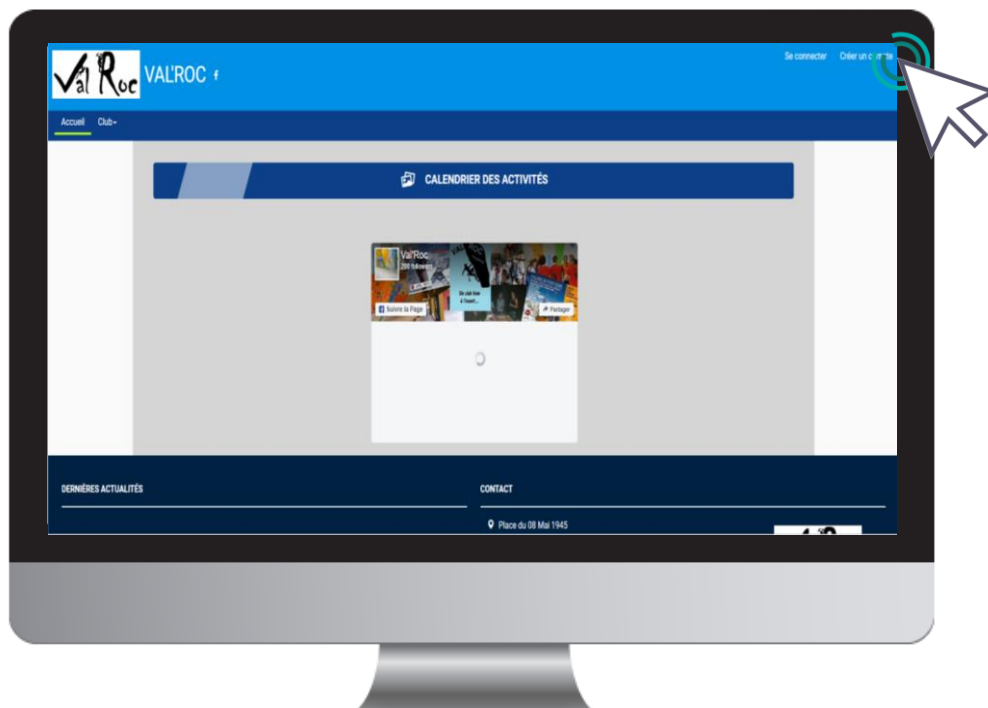 Val Roc VAL'ROC f
Se connecter Créer un compte
Accueil Club
CALENDRIER DES ACTIVITÉS
Val'Roc
Suivre la Page Partager
DERNIÈRES ACTUALITÉS CONTACT
Place du 08 Mai 1945